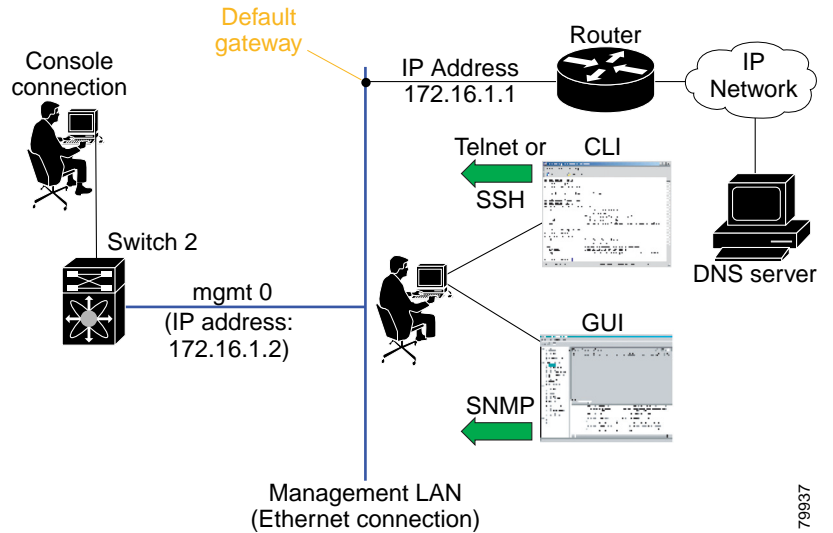 Default
gateway
Console
connection
Router
IP Address
172.16.1.1
IP
Network
Telnet or
SSH
CLI
DNS server
Switch 2
mgmt 0
(IP address:
172.16.1.2)
GUI
SNMP
Management LAN
(Ethernet connection)
79937